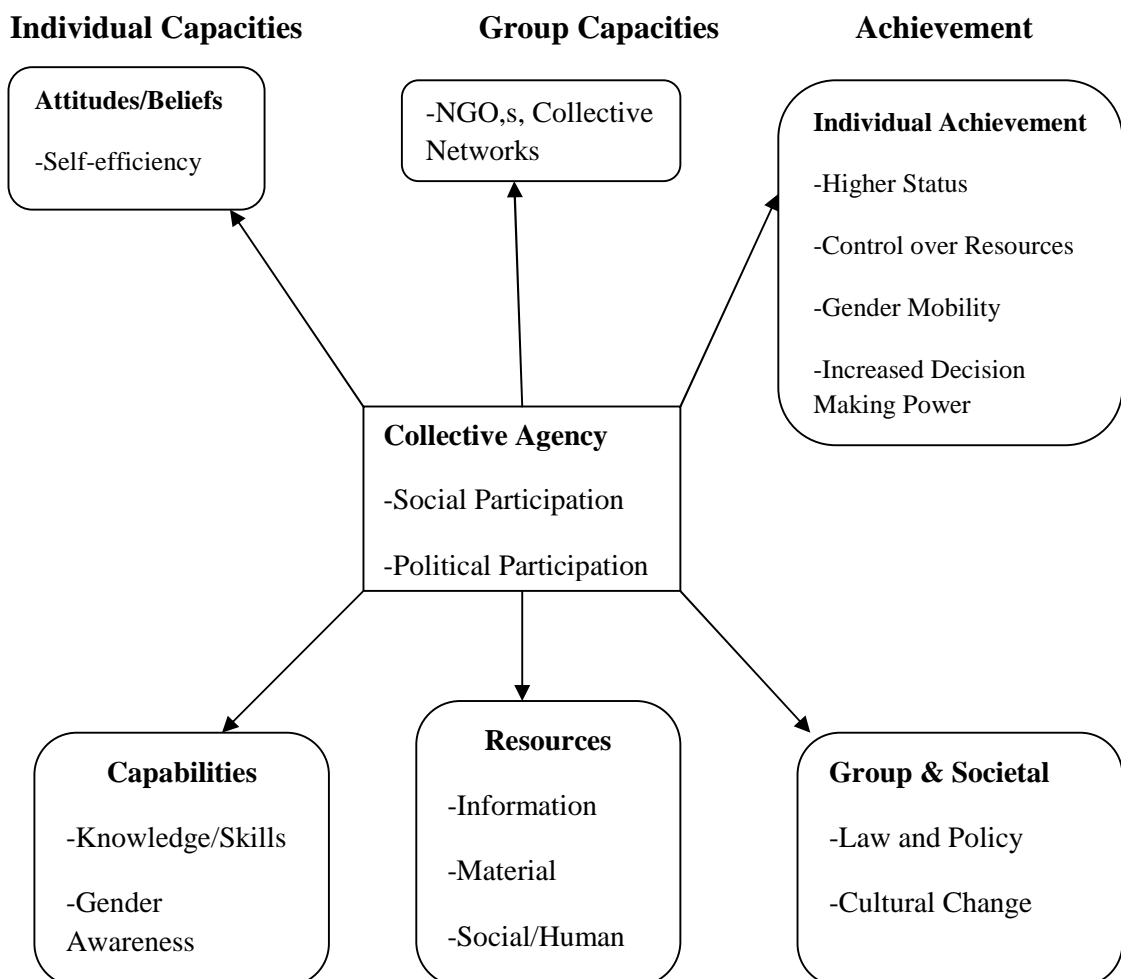 Individual Capacities
Group Capacities
Achievement
Attitudes/Beliefs
-Self-efficiency
-NGO,s, Collective
Networks
Individual Achievement
-Higher Status
-Control over Resources
-Gender Mobility
-Increased Decision
Making Power
Collective Agency
-Social Participation
-Political Participation
Capabilities
-Knowledge/Skills
-Gender
Awareness
Resources
-Information
-Material
-Social/Human
Group & Societal
-Law and Policy
-Cultural Change